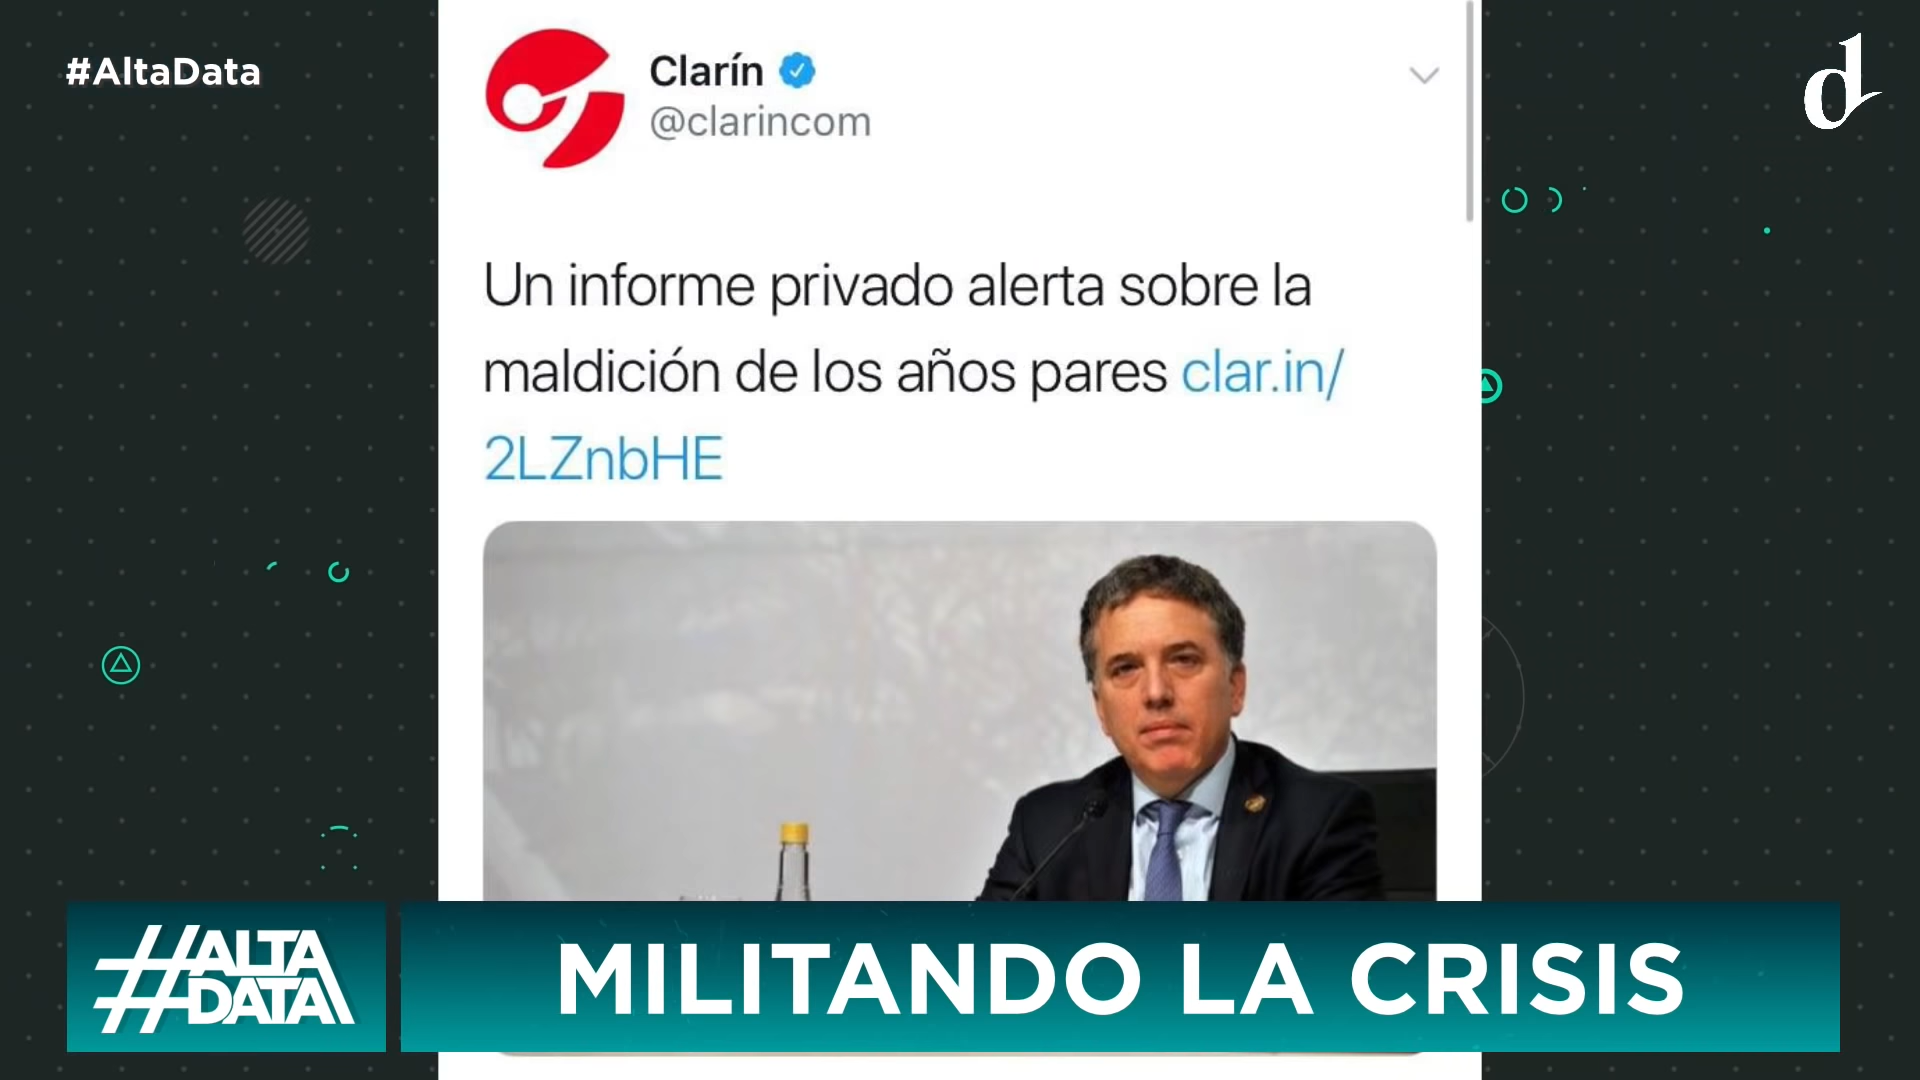 #AltaData
d
Clarín
@clarincom
Un informe privado alerta sobre la
maldición de los años pares clar.in/
2LZnbHE
#ALTA
DATA
MILITANDO LA CRISIS